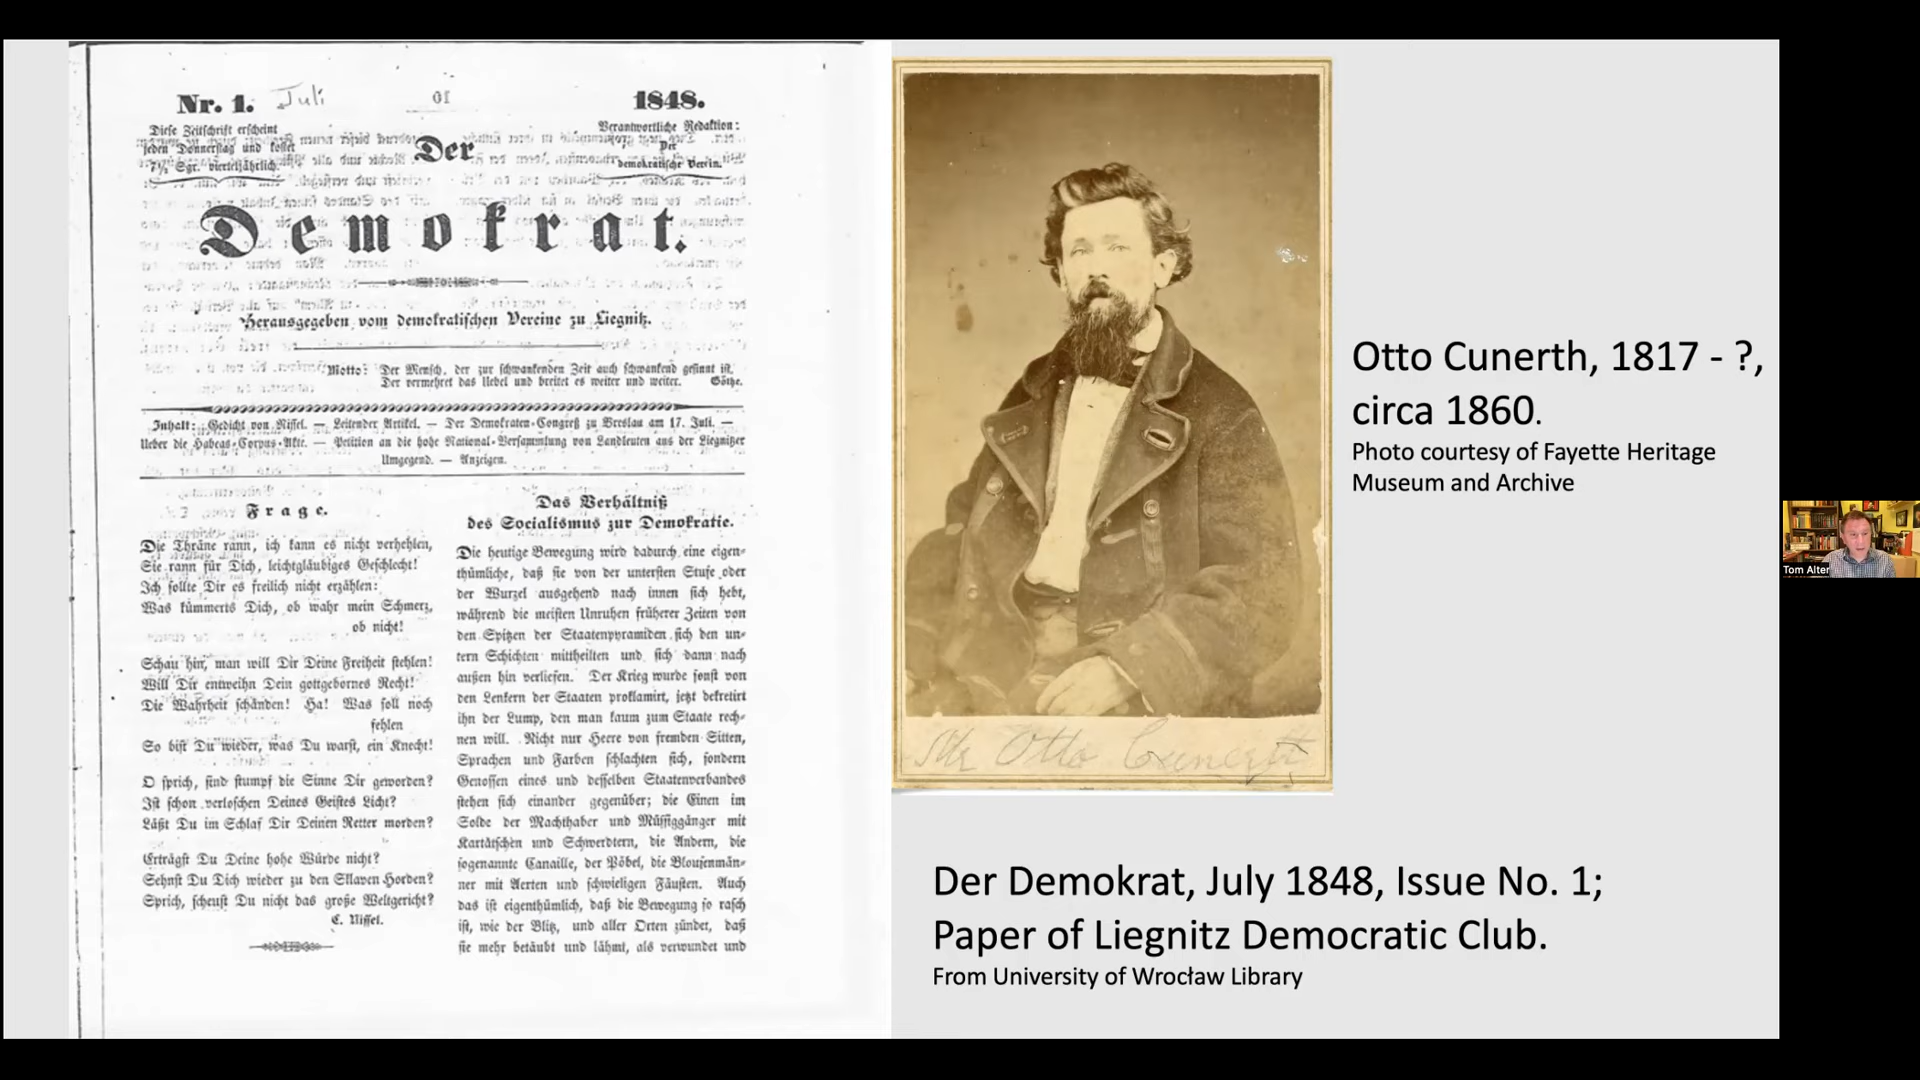 Nr. 1. Juli 1848.
Diese Zeitschrift erscheint
jeden Donnerstag und kostet
7½ Sgr. vierteljährlich.
Verantwortliche Redaktion:
Der
demokratische Verein.
Der
Demokrat.
Herausgegeben vom demokratischen Vereine zu Liegnitz.
Motto: Der Mensch, der zur schwankenden Zeit auch schwankend gesinnt ist,
Der vermehret das Uebel und breitet es weiter und weiter. Göthe.
Inhalt: Gedicht von Niffel. — Leitender Artikel. — Der Demokraten-Congreß zu Breslau am 17. Juli. —
Ueber die Habeas-Corpus-Akte. — Petition an die hohe National-Versammlung von Landleuten aus der Liegnitzer
Umgegend. — Anzeigen.
Frage.
Die Thräne rann, ich kann es nicht verhehlen,
Sie rann für Dich, leichtgläubiges Geschlecht!
Ich sollte Dir es freilich nicht erzählen:
Was kümmerts Dich, ob wahr mein Schmerz,
ob nicht!
Schau hin, man will Dir Deine Freiheit stehlen!
Will Dir entweihn Dein gottgebornes Recht!
Die Wahrheit schänden! Ha! Was soll noch
fehlen
So bist Du wieder, was Du warst, ein Knecht!
O sprich, sind stumpf die Sinne Dir geworden?
Ist schon verloschen Deines Geistes Licht?
Läßt Du im Schlaf Dir Deinen Retter morden?
Erträgst Du Deine hohe Würde nicht?
Sehnst Du Dich wieder zu den Sklaven Horden?
Sprich, scheust Du nicht das große Weltgericht?
C. Niffel.
Das Verhältniß
des Socialismus zur Demokratie.
Die heutige Bewegung wird dadurch eine eigen-
thümliche, daß sie von der untersten Stufe oder
der Wurzel ausgehend nach innen sich hebt,
während die meisten Unruhen früherer Zeiten von
den Spitzen der Staatenpyramiden sich den un-
tern Schichten mittheilten und sich dann nach
außen hin verliefen. Der Krieg wurde sonst von
den Lenkern der Staaten proklamirt, jetzt dekretirt
ihn der Lump, den man kaum zum Staate rech-
nen will. Nicht nur Heere von fremden Sitten,
Sprachen und Farben schlachten sich, sondern
Genossen eines und desselben Staatenverbandes
stehen sich einander gegenüber; die Einen im
Solde der Machthaber und Müssiggänger mit
Kartätschen und Schwerdtern, die Andern, die
sogenannte Canaille, der Pöbel, die Blousenmän-
ner mit Aexten und schwieligen Fäusten. Auch
das ist eigenthümlich, daß die Bewegung so rasch
ist, wie der Blitz, und aller Orten zündet, daß
sie mehr betäubt und lähmt, als verwundet und
Otto Cunerth
Otto Cunerth, 1817 - ?,
circa 1860.
Photo courtesy of Fayette Heritage
Museum and Archive
Der Demokrat, July 1848, Issue No. 1;
Paper of Liegnitz Democratic Club.
From University of Wrocław Library
Tom Alter